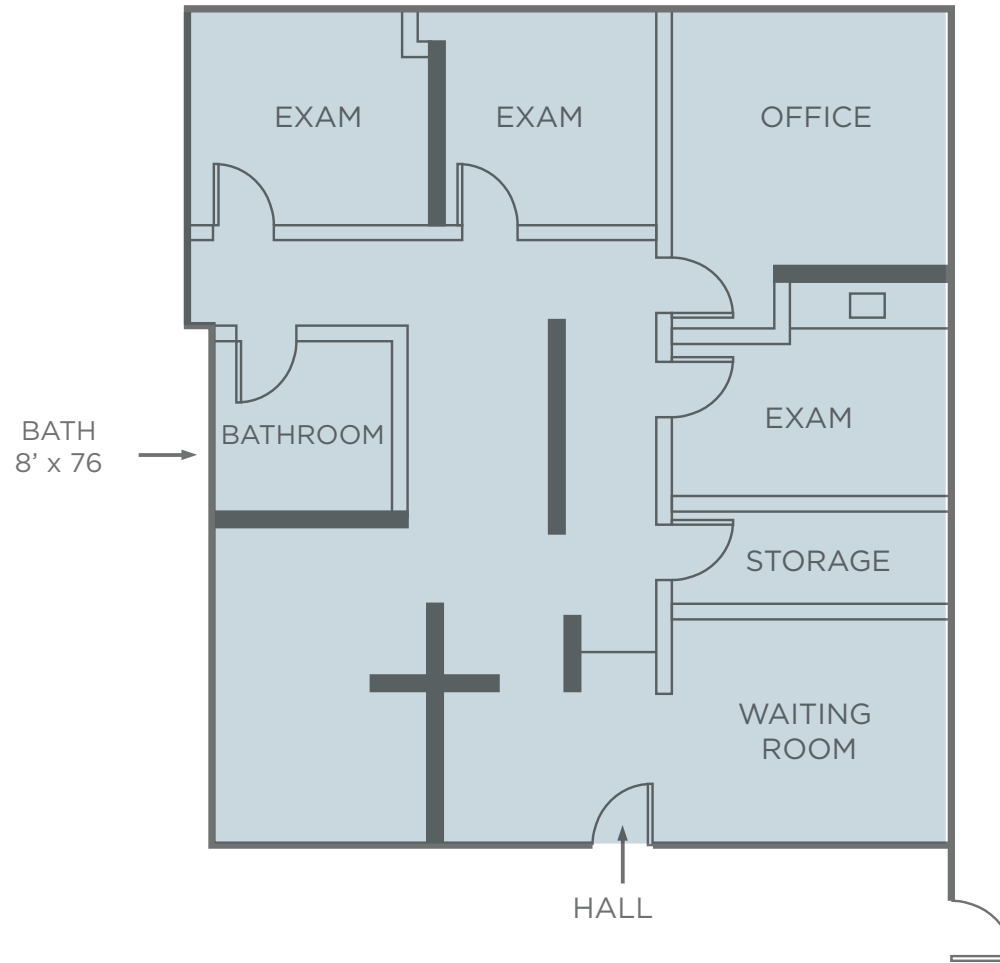 EXAM
EXAM
OFFICE
BATH
8’ x 76
BATHROOM
EXAM
STORAGE
WAITING
ROOM
HALL